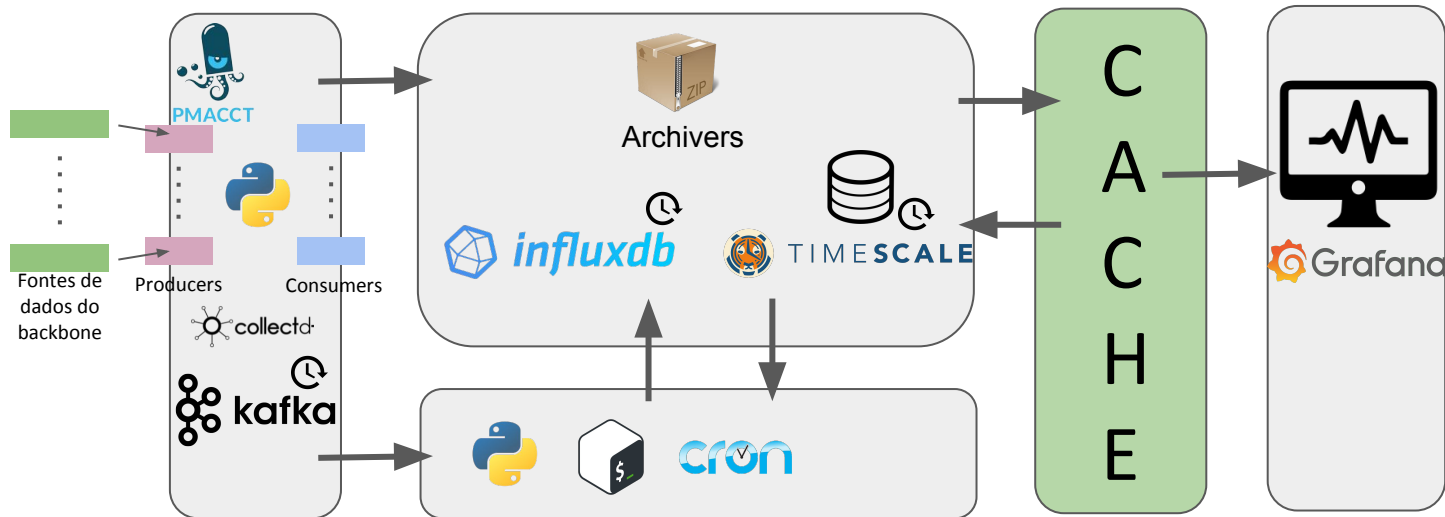 PMACCT
Fontes de
dados do
backbone
Producers
Consumers
collectd
kafka
ZIP
Archivers
influxdb
TIMESCALE
$_
cron
C
A
C
H
E
Grafana